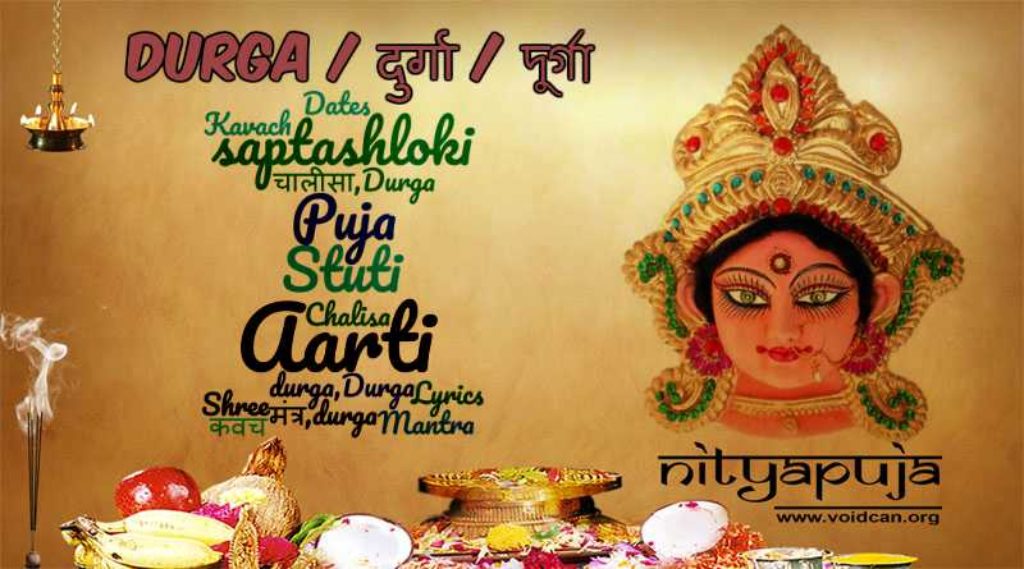 DURGA / दुर्गा / दूर्गा
Dates
Kavach
saptashloki
चालीसा, Durga
Puja
Stuti
Chalisa
Aarti
durga, Durga Lyrics
Shree मंत्र, durga Mantra
कवच
nityapuja
www.voidcan.org